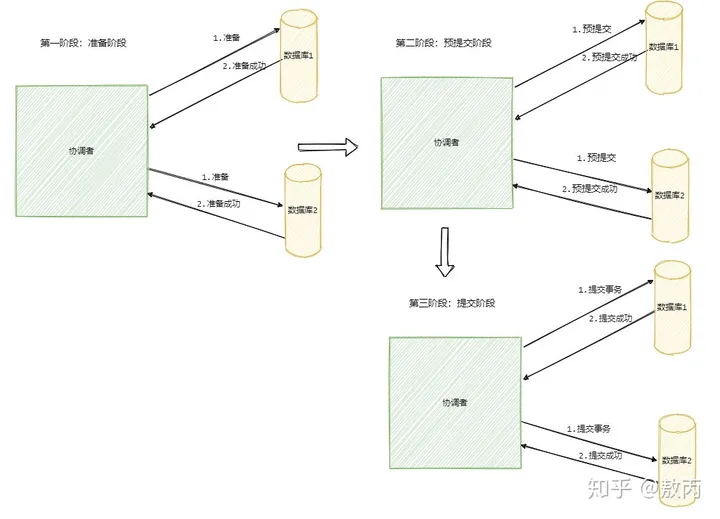 第一阶段：准备阶段
1.准备
2.准备成功
数据库1
协调者
1.准备
2.准备成功
数据库2
第二阶段：预提交阶段
1.预提交
2.预提交成功
数据库1
协调者
1.预提交
2.预提交成功
数据库2
第三阶段：提交阶段
1.提交事务
2.提交成功
数据库1
协调者
1.提交事务
2.提交成功
数据库2
知乎 @敖丙